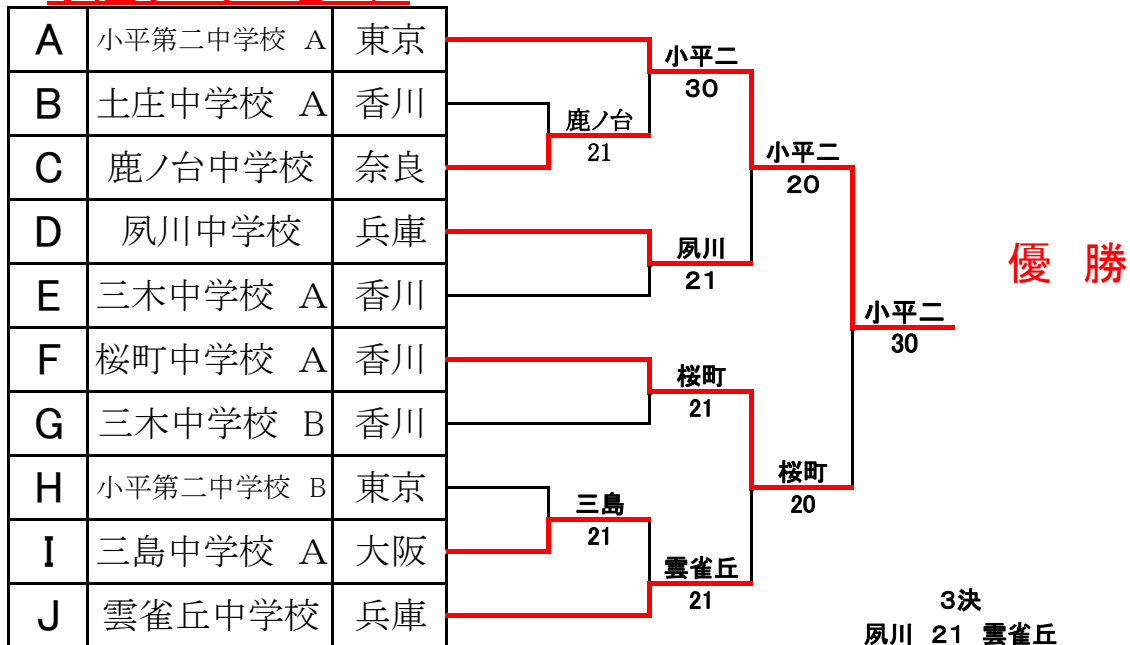 A 小平第二中学校 A 東京
B 土庄中学校 A 香川
C 鹿ノ台中学校 奈良
D 夙川中学校 兵庫
E 三木中学校 A 香川
F 桜町中学校 A 香川
G 三木中学校 B 香川
H 小平第二中学校 B 東京
I 三島中学校 A 大阪
J 雲雀丘中学校 兵庫
鹿ノ台
21
三島
21
小平二
30
夙川
21
桜町
21
雲雀丘
21
小平二
20
桜町
20
小平二
30
優 勝
3決
夙川 21 雲雀丘